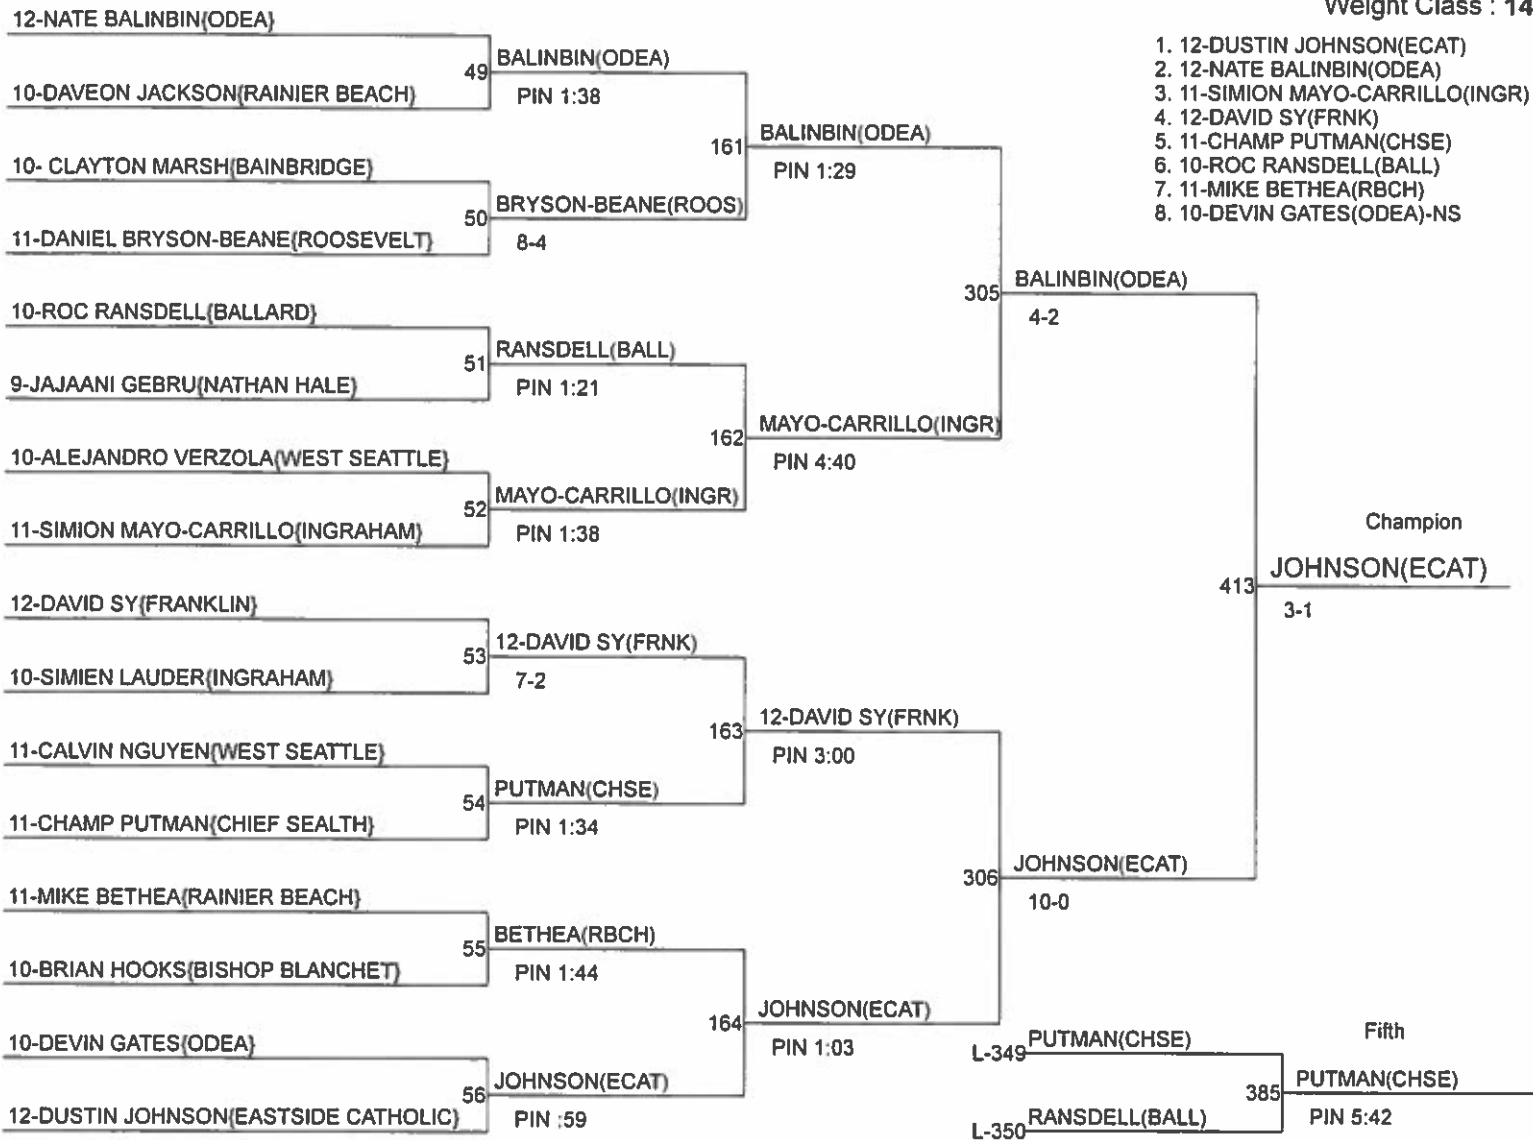 Weight Class : 14
1. 12-DUSTIN JOHNSON(ECAT)
2. 12-NATE BALINBIN(ODEA)
3. 11-SIMION MAYO-CARRILLO(INGR)
4. 12-DAVID SY(FRNK)
5. 11-CHAMP PUTMAN(CHSE)
6. 10-ROC RANSDELL(BALL)
7. 11-MIKE BETHEA(RBCH)
8. 10-DEVIN GATES(ODEA)-NS
12-NATE BALINBIN{ODEA}
10-DAVEON JACKSON{RAINIER BEACH}
10- CLAYTON MARSH{BAINBRIDGE}
11-DANIEL BRYSON-BEANE{ROOSEVELT}
10-ROC RANSDELL{BALLARD}
9-JAJAANI GEBRU{NATHAN HALE}
10-ALEJANDRO VERZOLA{WEST SEATTLE}
11-SIMION MAYO-CARRILLO{INGRAHAM}
12-DAVID SY{FRANKLIN}
10-SIMIEN LAUDER{INGRAHAM}
11-CALVIN NGUYEN{WEST SEATTLE}
11-CHAMP PUTMAN{CHIEF SEALTH}
11-MIKE BETHEA{RAINIER BEACH}
10-BRIAN HOOKS{BISHOP BLANCHET}
10-DEVIN GATES{ODEA}
12-DUSTIN JOHNSON{EASTSIDE CATHOLIC}
49 BALINBIN(ODEA)
PIN 1:38
50 BRYSON-BEANE(ROOS)
8-4
51 RANSDELL(BALL)
PIN 1:21
52 MAYO-CARRILLO(INGR)
PIN 1:38
53 12-DAVID SY(FRNK)
7-2
54 PUTMAN(CHSE)
PIN 1:34
55 BETHEA(RBCH)
PIN 1:44
56 JOHNSON(ECAT)
PIN :59
161 BALINBIN(ODEA)
PIN 1:29
162 MAYO-CARRILLO(INGR)
PIN 4:40
163 12-DAVID SY(FRNK)
PIN 3:00
164 JOHNSON(ECAT)
PIN 1:03
305 BALINBIN(ODEA)
4-2
306 JOHNSON(ECAT)
10-0
Champion
413 JOHNSON(ECAT)
3-1
Fifth
L-349 PUTMAN(CHSE)
L-350 RANSDELL(BALL)
385 PUTMAN(CHSE)
PIN 5:42